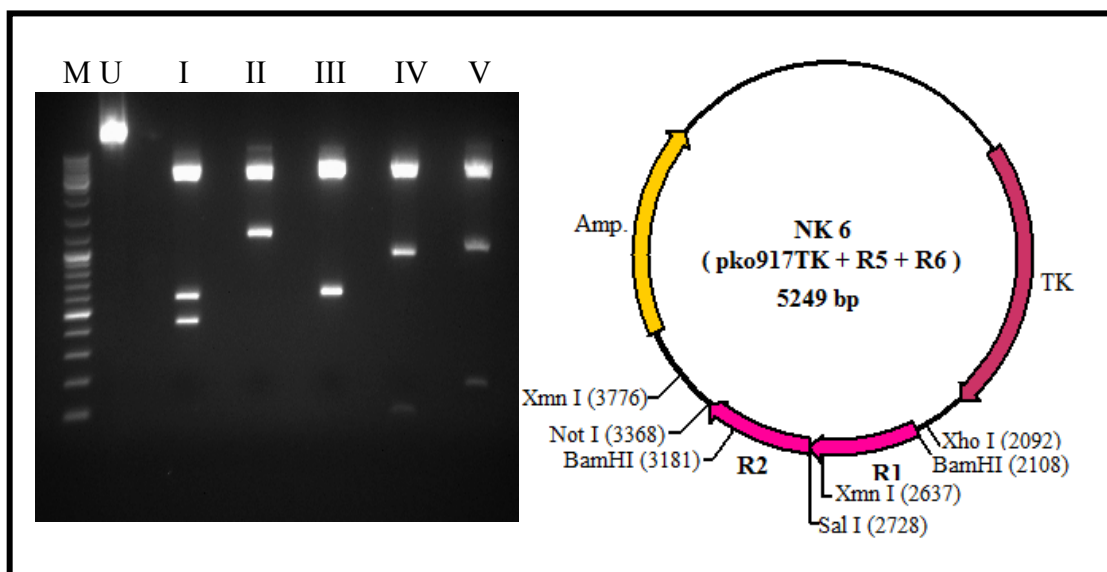 M U I II III IV V
Amp.
NK 6
( pko917TK + R5 + R6 )
5249 bp
TK
Xmn I (3776)
Not I (3368)
BamHI (3181)
R2
R1
Xho I (2092)
BamHI (2108)
Xmn I (2637)
Sal I (2728)